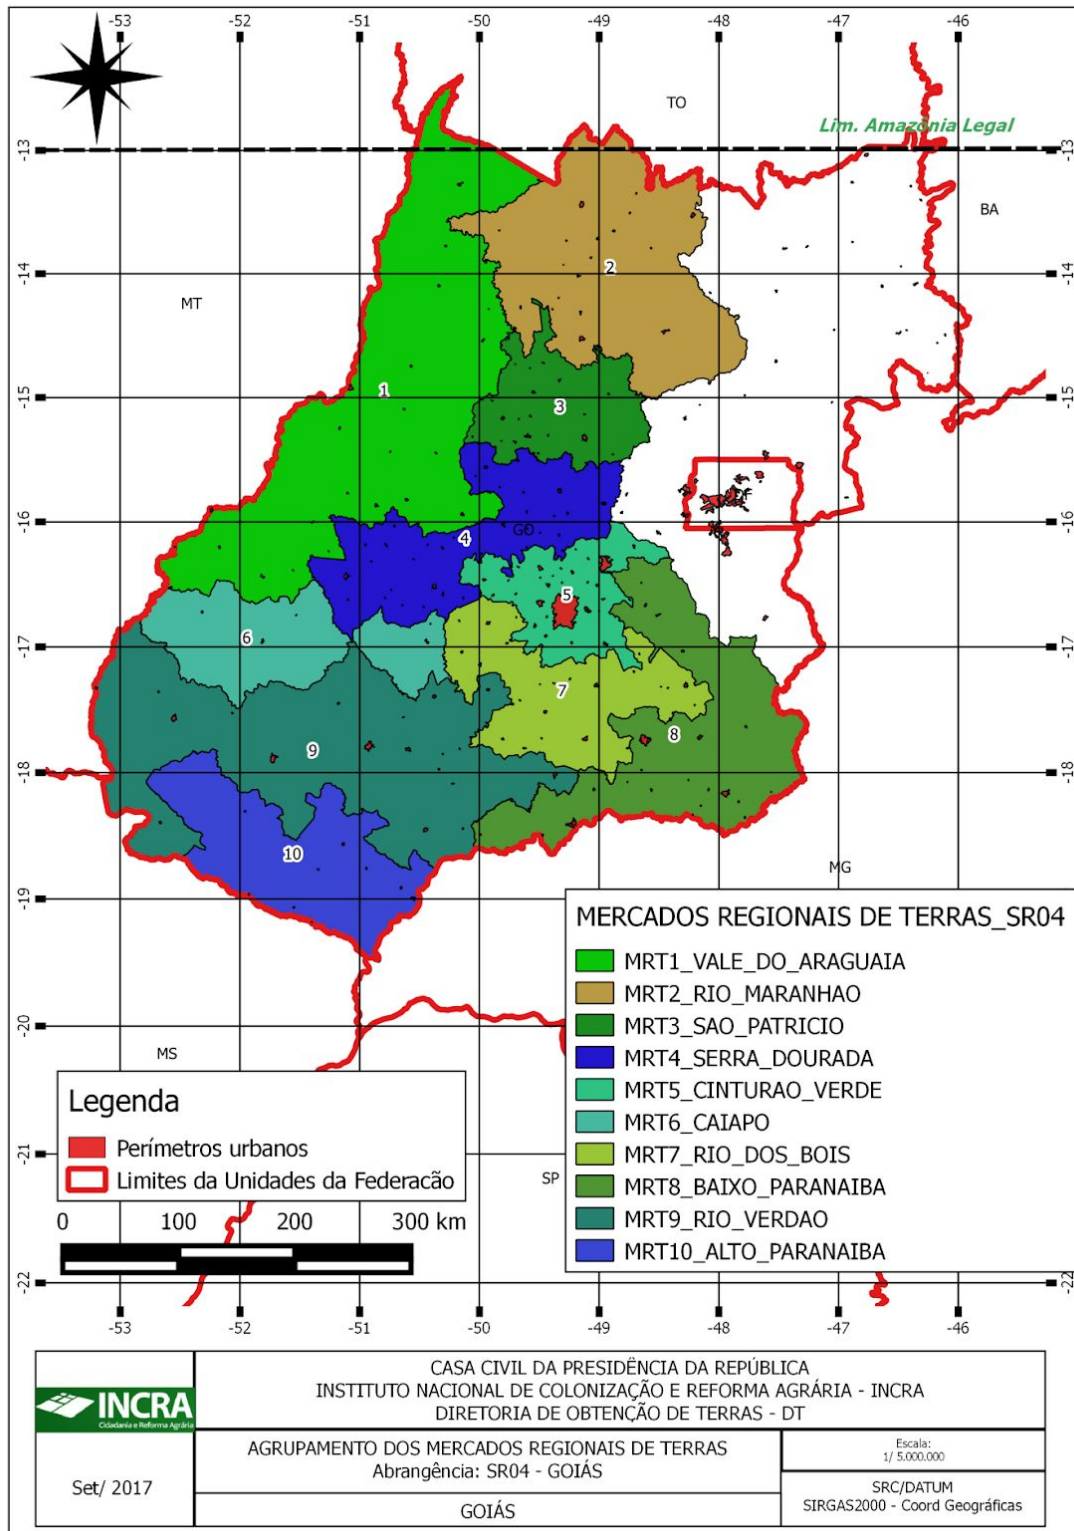 -53 -52 -51 -50 -49 -48 -47 -46
TO
Lim. Amazônia Legal
-13 -13
BA
-14 -14
2
MT
1
-15 -15
3
-16 -16
GO
4
5
6
-17 -17
7
8
9
-18 -18
10
MG
-19 -19
MERCADOS REGIONAIS DE TERRAS_SR04
MRT1_VALE_DO_ARAGUAIA
MRT2_RIO_MARANHAO
MRT3_SAO_PATRICIO
MRT4_SERRA_DOURADA
MRT5_CINTURAO_VERDE
MRT6_CAIAPO
MRT7_RIO_DOS_BOIS
MRT8_BAIXO_PARANAIBA
MRT9_RIO_VERDAO
MRT10_ALTO_PARANAIBA
-20 -20
MS
Legenda
Perímetros urbanos
Limites da Unidades da Federacão
-21 -21
SP
0 100 200 300 km
-22 -22
-53 -52 -51 -50 -49 -48 -47 -46
INCRA
Cidadania e Reforma Agrária
Set/ 2017
CASA CIVIL DA PRESIDÊNCIA DA REPÚBLICA
INSTITUTO NACIONAL DE COLONIZAÇÃO E REFORMA AGRÁRIA - INCRA
DIRETORIA DE OBTENÇÃO DE TERRAS - DT
AGRUPAMENTO DOS MERCADOS REGIONAIS DE TERRAS
Abrangência: SR04 - GOIÁS
GOIÁS
Escala:
1/ 5.000.000
SRC/DATUM
SIRGAS2000 - Coord Geográficas